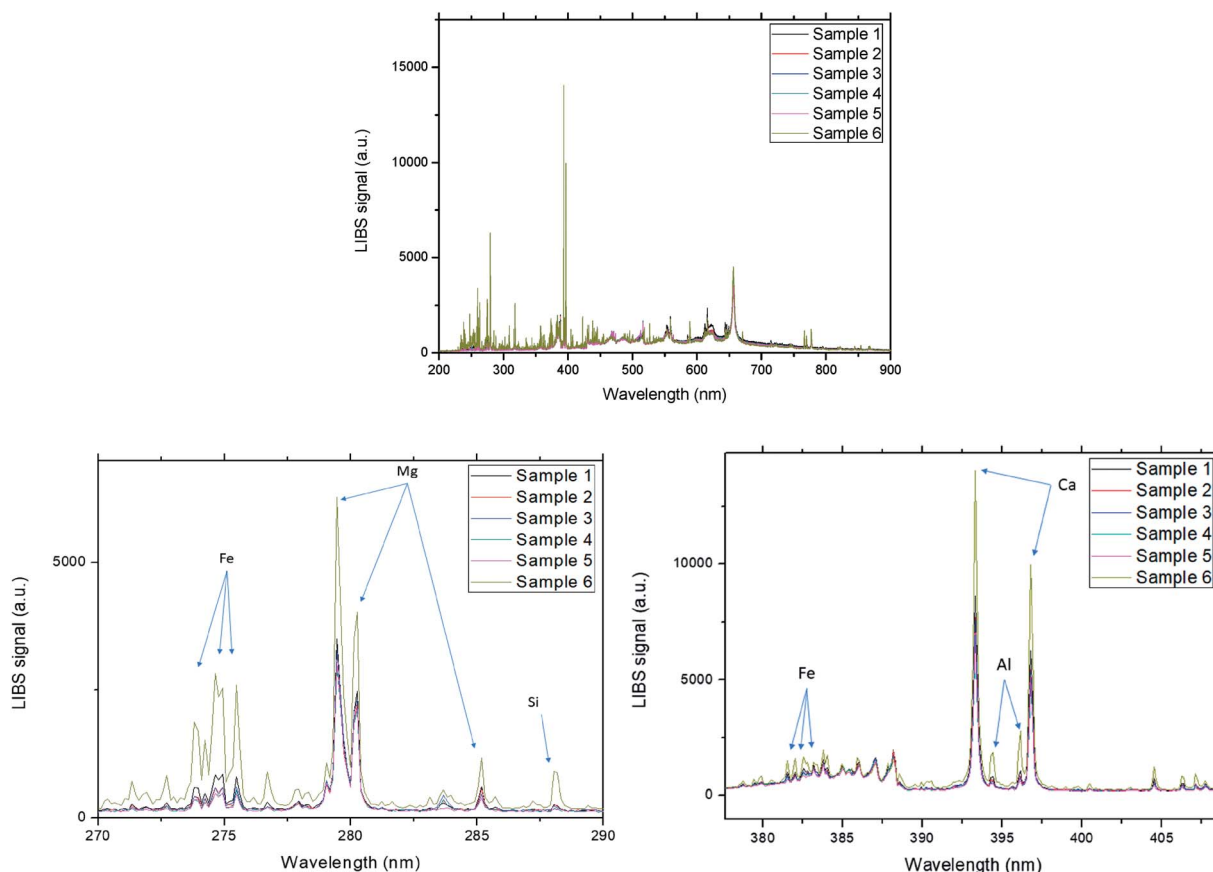 Sample 1
Sample 2
Sample 3
Sample 4
Sample 5
Sample 6
LIBS signal (a.u.)
15000
10000
5000
0
200 300 400 500 600 700 800 900
Wavelength (nm)
Mg
Fe
Si
Sample 1
Sample 2
Sample 3
Sample 4
Sample 5
Sample 6
LIBS signal (a.u.)
5000
0
270 275 280 285 290
Wavelength (nm)
Ca
Al
Fe
Sample 1
Sample 2
Sample 3
Sample 4
Sample 5
Sample 6
LIBS signal (a.u.)
10000
5000
0
380 385 390 395 400 405
Wavelength (nm)